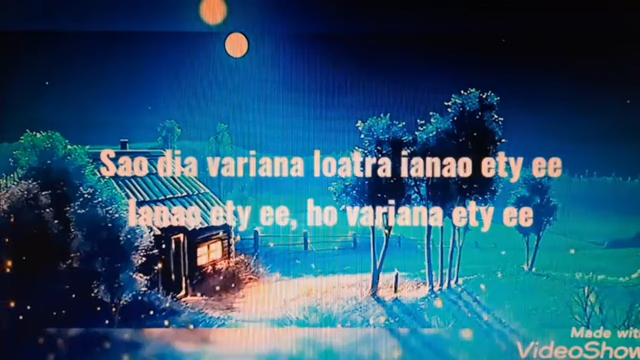 Sao dia variana loatra ianao ety ee
Ianao ety ee, ho variana ety ee
Made with
VideoShow